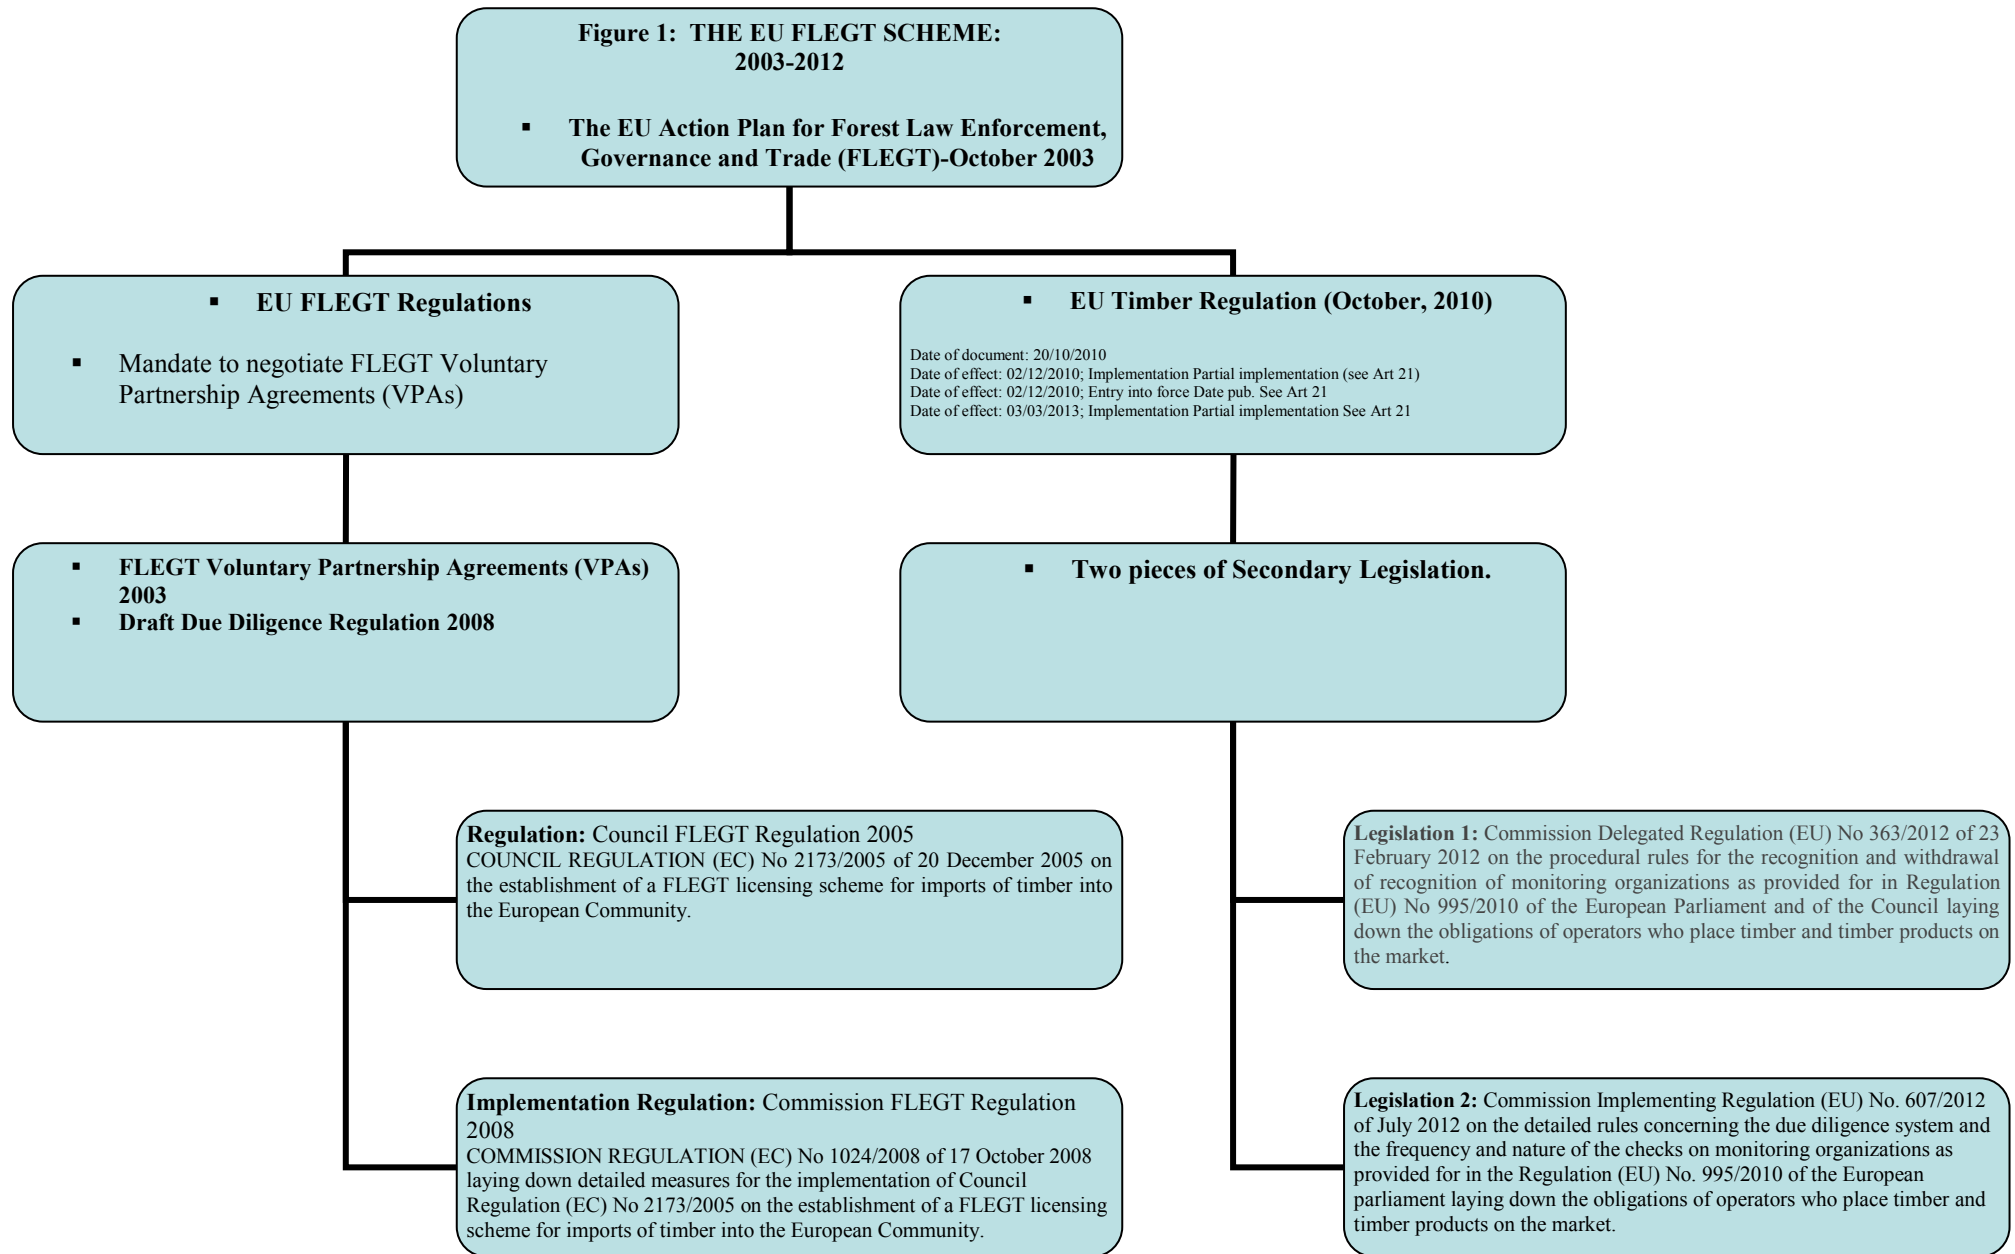 Figure 1: THE EU FLEGT SCHEME:
2003-2012
▪ The EU Action Plan for Forest Law Enforcement,
Governance and Trade (FLEGT)-October 2003
▪ EU FLEGT Regulations
▪ Mandate to negotiate FLEGT Voluntary
Partnership Agreements (VPAs)
▪ EU Timber Regulation (October, 2010)
Date of document: 20/10/2010
Date of effect: 02/12/2010; Implementation Partial implementation (see Art 21)
Date of effect: 02/12/2010; Entry into force Date pub. See Art 21
Date of effect: 03/03/2013; Implementation Partial implementation See Art 21
▪ FLEGT Voluntary Partnership Agreements (VPAs)
2003
▪ Draft Due Diligence Regulation 2008
▪ Two pieces of Secondary Legislation.
Regulation: Council FLEGT Regulation 2005
COUNCIL REGULATION (EC) No 2173/2005 of 20 December 2005 on
the establishment of a FLEGT licensing scheme for imports of timber into
the European Community.
Legislation 1: Commission Delegated Regulation (EU) No 363/2012 of 23
February 2012 on the procedural rules for the recognition and withdrawal
of recognition of monitoring organizations as provided for in Regulation
(EU) No 995/2010 of the European Parliament and of the Council laying
down the obligations of operators who place timber and timber products on
the market.
Implementation Regulation: Commission FLEGT Regulation
2008
COMMISSION REGULATION (EC) No 1024/2008 of 17 October 2008
laying down detailed measures for the implementation of Council
Regulation (EC) No 2173/2005 on the establishment of a FLEGT licensing
scheme for imports of timber into the European Community.
Legislation 2: Commission Implementing Regulation (EU) No. 607/2012
of July 2012 on the detailed rules concerning the due diligence system and
the frequency and nature of the checks on monitoring organizations as
provided for in the Regulation (EU) No. 995/2010 of the European
parliament laying down the obligations of operators who place timber and
timber products on the market.